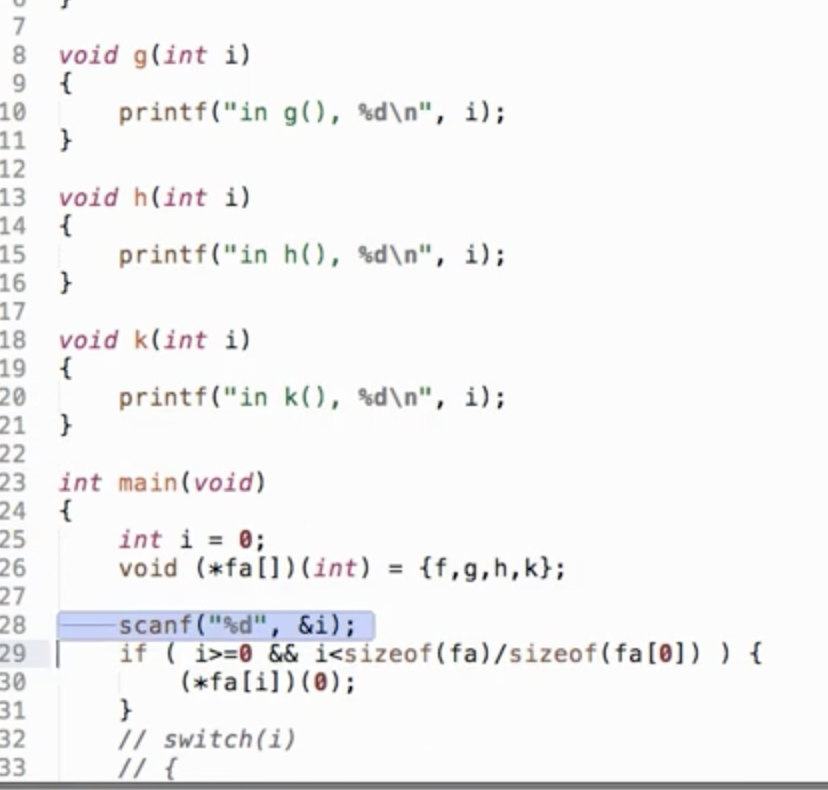 6 }
7
8 void g(int i)
9 {
10     printf("in g(), %d\n", i);
11 }
12
13 void h(int i)
14 {
15     printf("in h(), %d\n", i);
16 }
17
18 void k(int i)
19 {
20     printf("in k(), %d\n", i);
21 }
22
23 int main(void)
24 {
25     int i = 0;
26     void (*fa[])(int) = {f,g,h,k};
27
28     scanf("%d", &i);
29     if ( i>=0 && i<sizeof(fa)/sizeof(fa[0]) ) {
30         (*fa[i])(0);
31     }
32     // switch(i)
33     // {